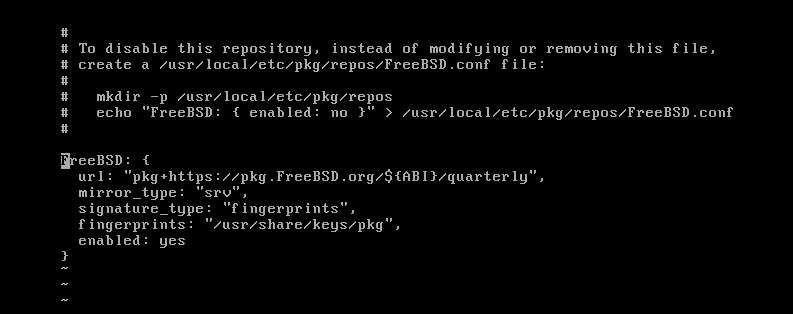 #
# To disable this repository, instead of modifying or removing this file,
# create a /usr/local/etc/pkg/repos/FreeBSD.conf file:
#
#   mkdir -p /usr/local/etc/pkg/repos
#   echo "FreeBSD: { enabled: no }" > /usr/local/etc/pkg/repos/FreeBSD.conf
#

FreeBSD: {
  url: "pkg+https://pkg.FreeBSD.org/${ABI}/quarterly",
  mirror_type: "srv",
  signature_type: "fingerprints",
  fingerprints: "/usr/share/keys/pkg",
  enabled: yes
}
~
~
~